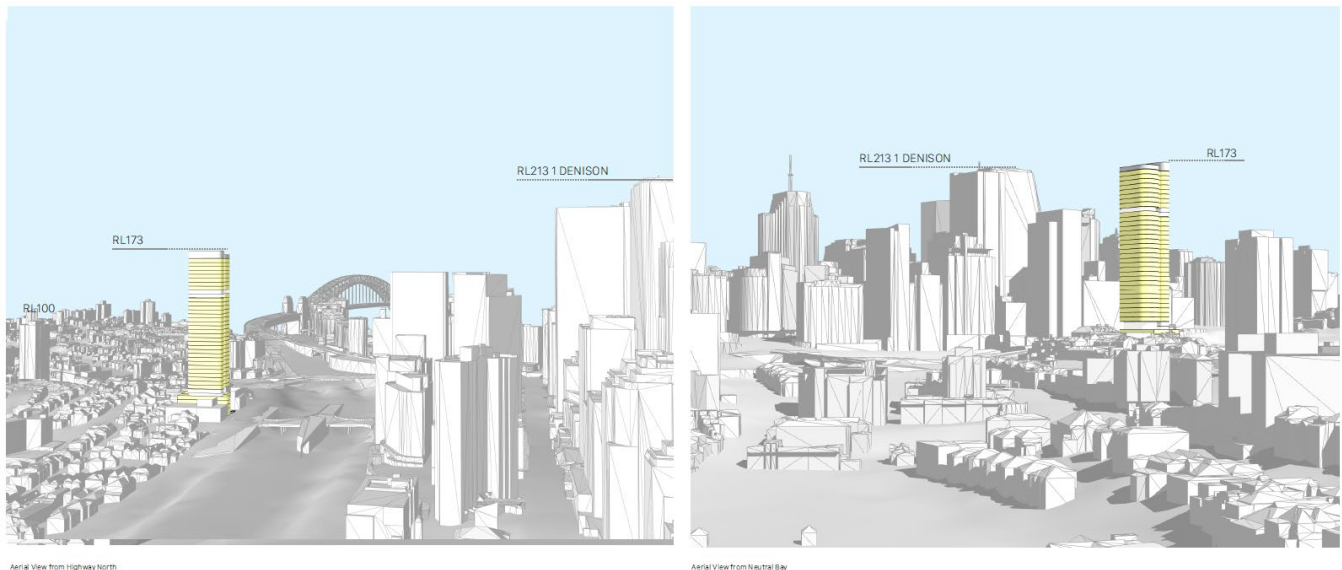 RL213 1 DENISON
RL173
RL100
Aerial View from Highway North
RL213 1 DENISON
RL173
Aerial View from Neutral Bay